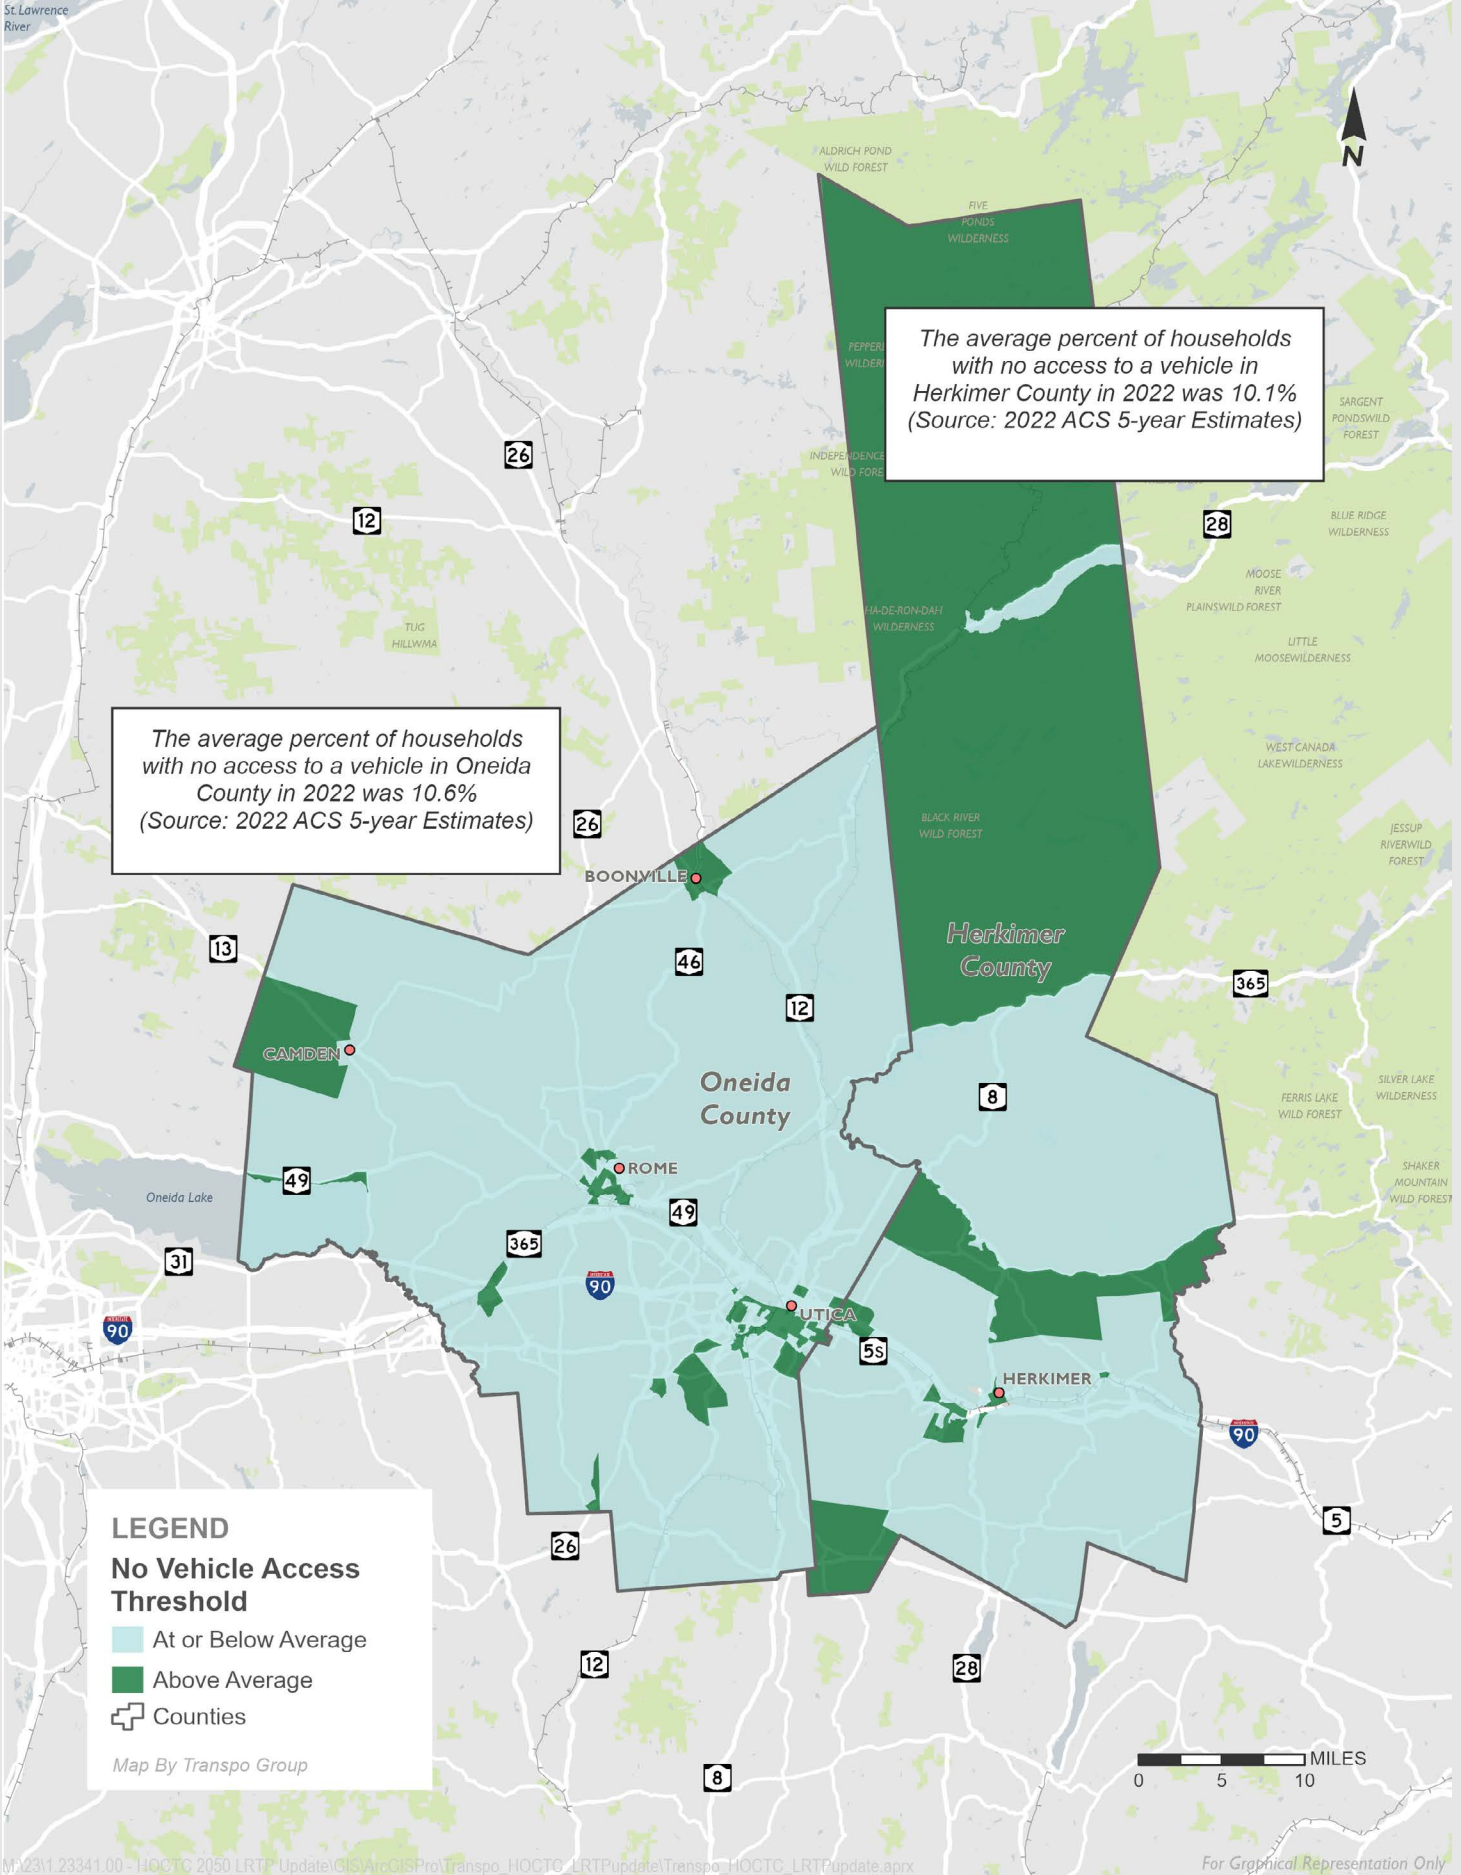 St. Lawrence
River
N
ALDRICH POND
WILD FOREST
FIVE
PONDS
WILDERNESS
The average percent of households
with no access to a vehicle in
Herkimer County in 2022 was 10.1%
(Source: 2022 ACS 5-year Estimates)
SARGENT
PONDSWILD
FOREST
26
12
28
BLUE RIDGE
WILDERNESS
MOOSE
RIVER
PLAINSWILD FOREST
HA-DE-RON-DAH
WILDERNESS
TUG
HILLWMA
LITTLE
MOOSEWILDERNESS
WEST CANADA
LAKEWILDERNESS
The average percent of households
with no access to a vehicle in Oneida
County in 2022 was 10.6%
(Source: 2022 ACS 5-year Estimates)
26
BLACK RIVER
WILD FOREST
JESSUP
RIVERWILD
FOREST
BOONVILLE
13
46
Herkimer
County
365
12
CAMDEN
Oneida
County
8
SILVER LAKE
WILDERNESS
FERRIS LAKE
WILD FOREST
ROME
SHAKER
MOUNTAIN
WILD FOREST
49
Oneida Lake
49
365
31
90
UTICA
90
5S
HERKIMER
90
5
26
LEGEND
No Vehicle Access
Threshold
At or Below Average
Above Average
Counties
Map By Transpo Group
12
28
8
MILES
0 5 10
For Graphical Representation Only